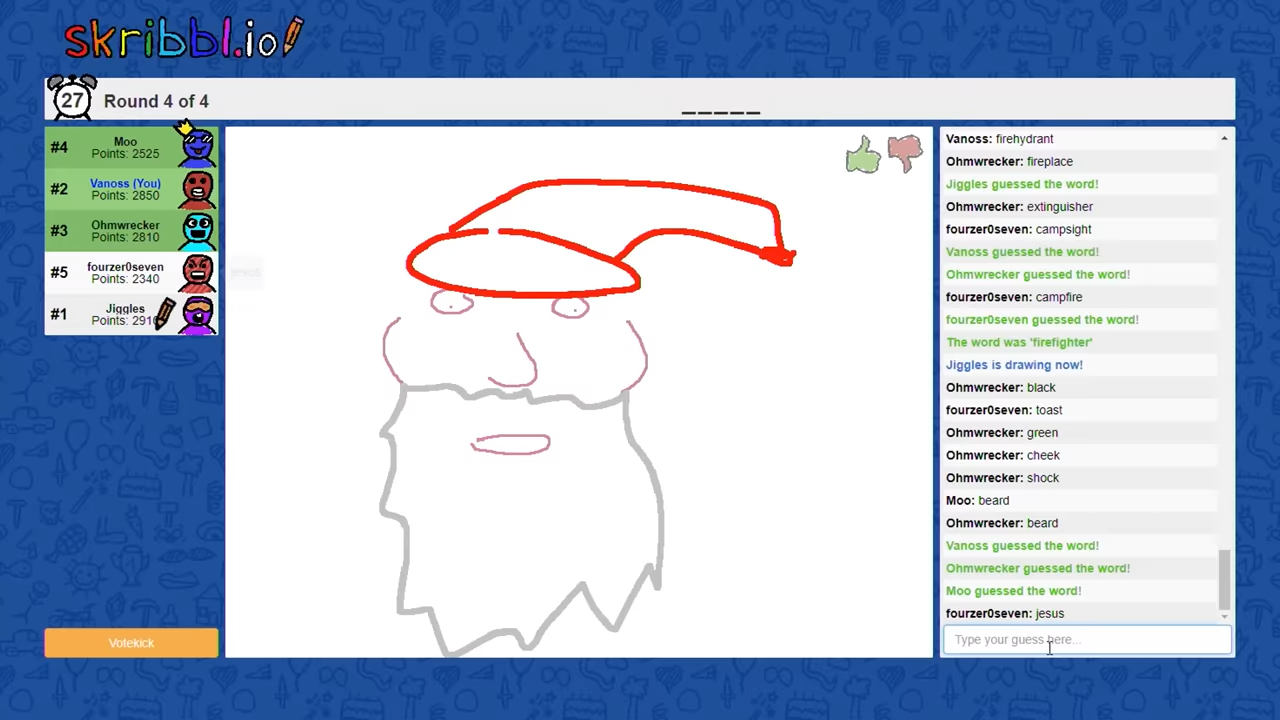 skribbl.io
27
Round 4 of 4
_____
#4
Moo
Points: 2525
#2
Vanoss (You)
Points: 2850
#3
Ohmwrecker
Points: 2810
#5
fourzer0seven
Points: 2340
#1
Jiggles
Points: 2910
Votekick
Vanoss: firehydrant
Ohmwrecker: fireplace
Jiggles guessed the word!
Ohmwrecker: extinguisher
fourzer0seven: campsight
Vanoss guessed the word!
Ohmwrecker guessed the word!
fourzer0seven: campfire
fourzer0seven guessed the word!
The word was 'firefighter'
Jiggles is drawing now!
Ohmwrecker: black
fourzer0seven: toast
Ohmwrecker: green
Ohmwrecker: cheek
Ohmwrecker: shock
Moo: beard
Ohmwrecker: beard
Vanoss guessed the word!
Ohmwrecker guessed the word!
Moo guessed the word!
fourzer0seven: jesus
Type your guess here...